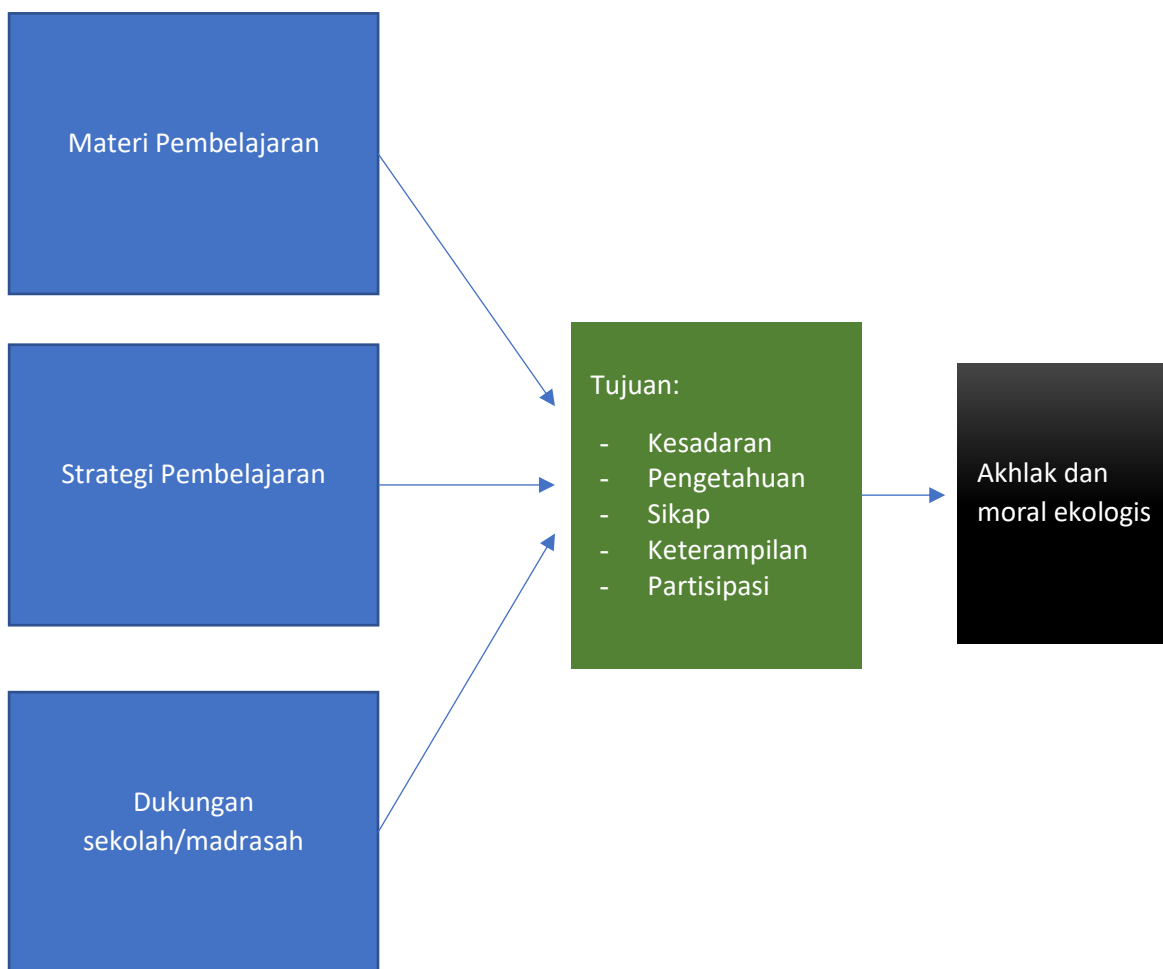 Materi Pembelajaran
Strategi Pembelajaran
Dukungan
sekolah/madrasah
Tujuan:
- Kesadaran
- Pengetahuan
- Sikap
- Keterampilan
- Partisipasi
Akhlak dan
moral ekologis